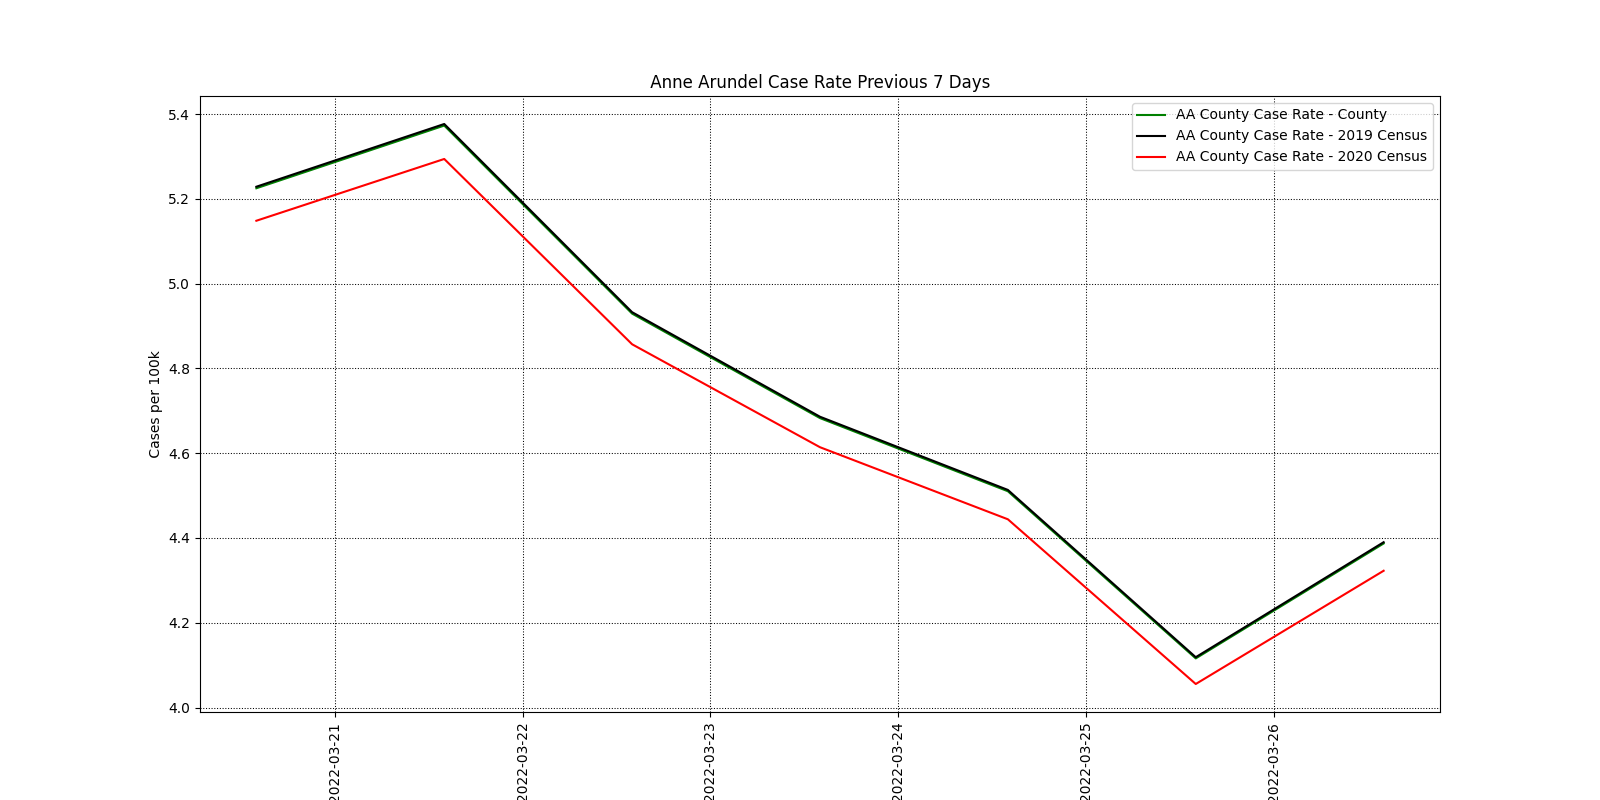 Anne Arundel Case Rate Previous 7 Days
AA County Case Rate - County
AA County Case Rate - 2019 Census
AA County Case Rate - 2020 Census
Cases per 100k
5.4
5.2
5.0
4.8
4.6
4.4
4.2
4.0
2022-03-21
2022-03-22
2022-03-23
2022-03-24
2022-03-25
2022-03-26